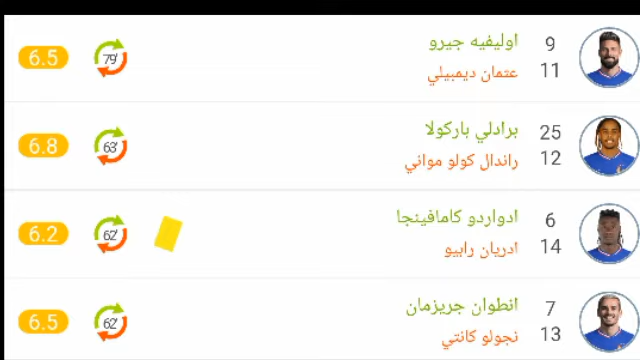 9 اوليفيه جيرو 79' 6.5
11 عثمان ديمبيلي
25 برادلي باركولا 63' 6.8
12 راندال كولو مواني
6 ادواردو كامافينجا 62' 6.2
14 ادريان رابيو
7 انطوان جريزمان 62' 6.5
13 نجولو كانتي